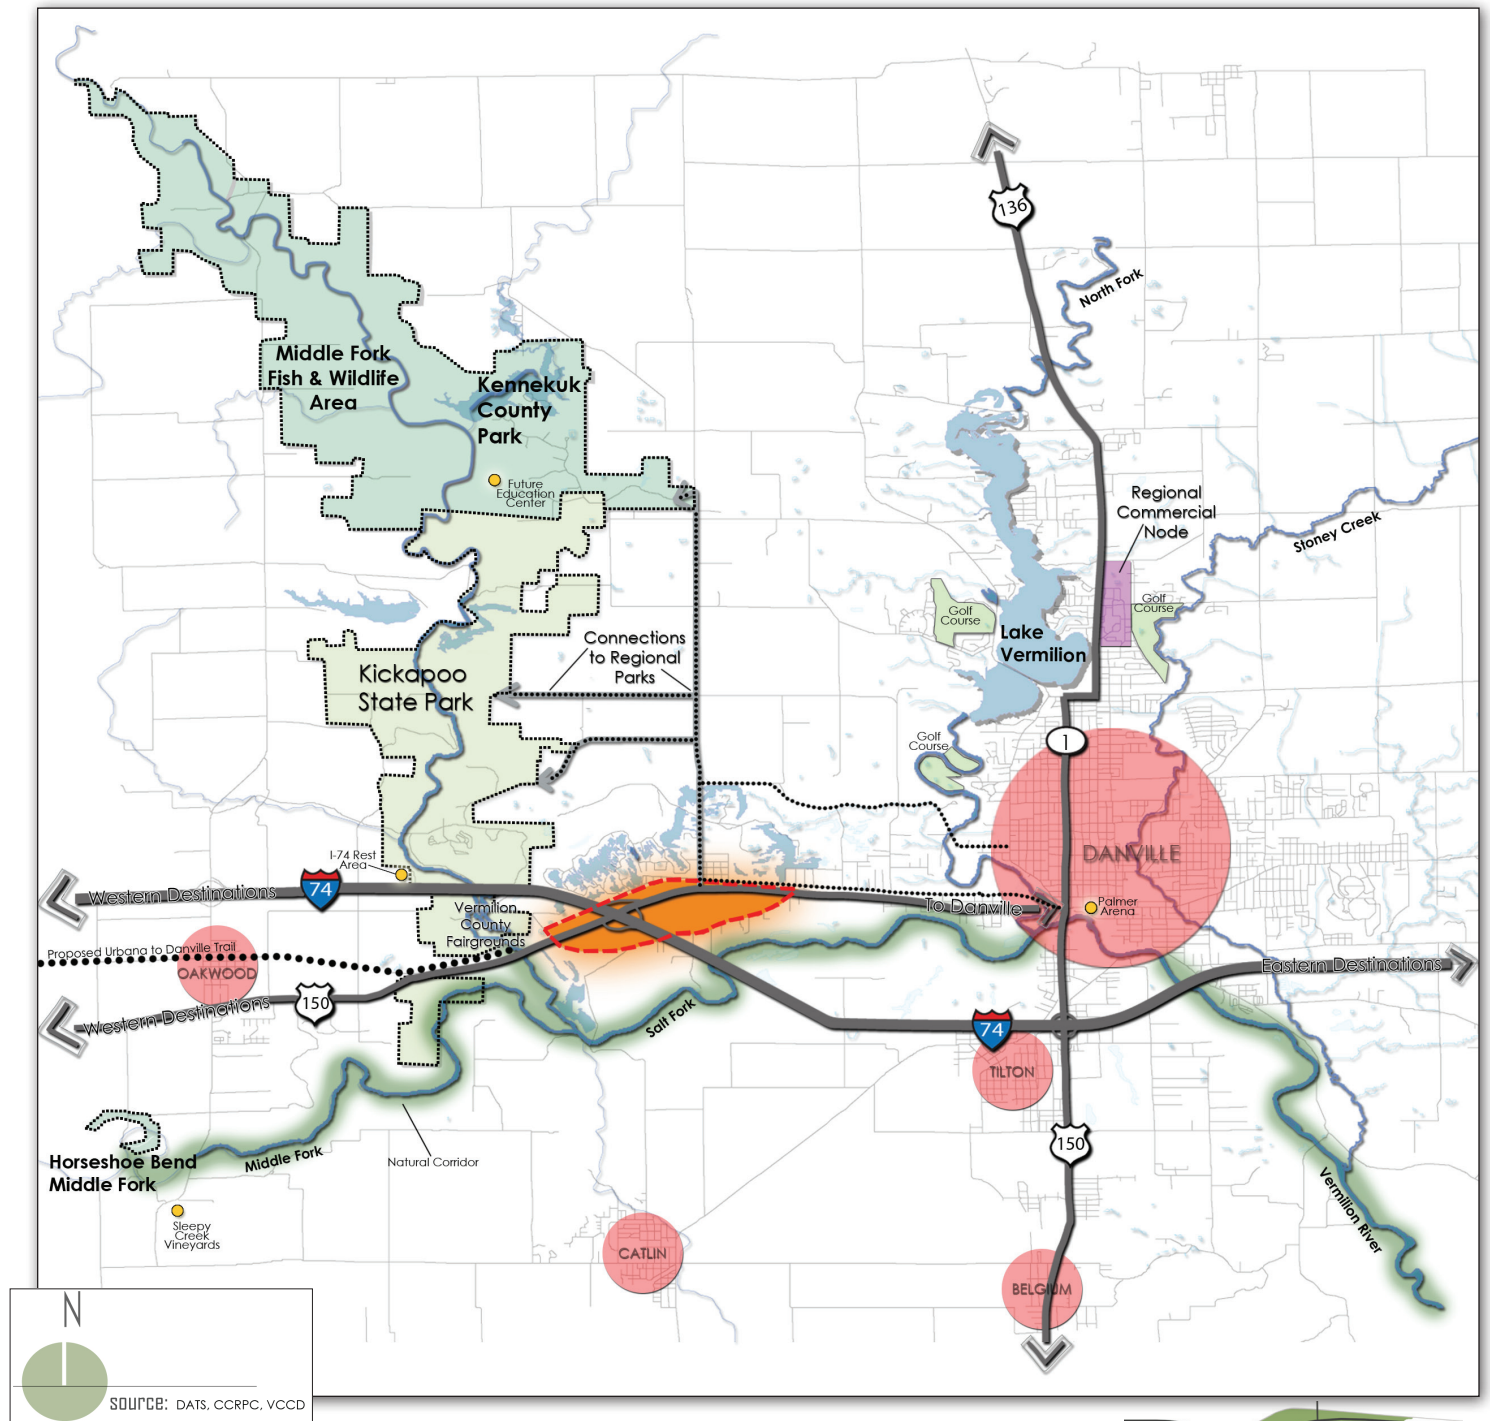 136
North Fork
Middle Fork
Fish & Wildlife
Area
Kennekuk
County
Park
Future
Education
Center
Regional
Commercial
Node
Stoney Creek
Golf
Course
Golf
Course
Lake
Vermilion
Connections
to Regional
Parks
Kickapoo
State Park
Golf
Course
1
DANVILLE
I-74 Rest
Area
Western Destinations
74
Vermilion
County
Fairgrounds
To Danville
Palmer
Arena
Proposed Urbana to Danville Trail
OAKWOOD
Eastern Destinations
Western Destinations
150
Salt Fork
74
TILTON
150
Horseshoe Bend
Middle Fork
Middle Fork
Natural Corridor
Vermilion River
Sleepy
Creek
Vineyards
CATLIN
BELGIUM
N
source: DATS, CCRPC, VCCD